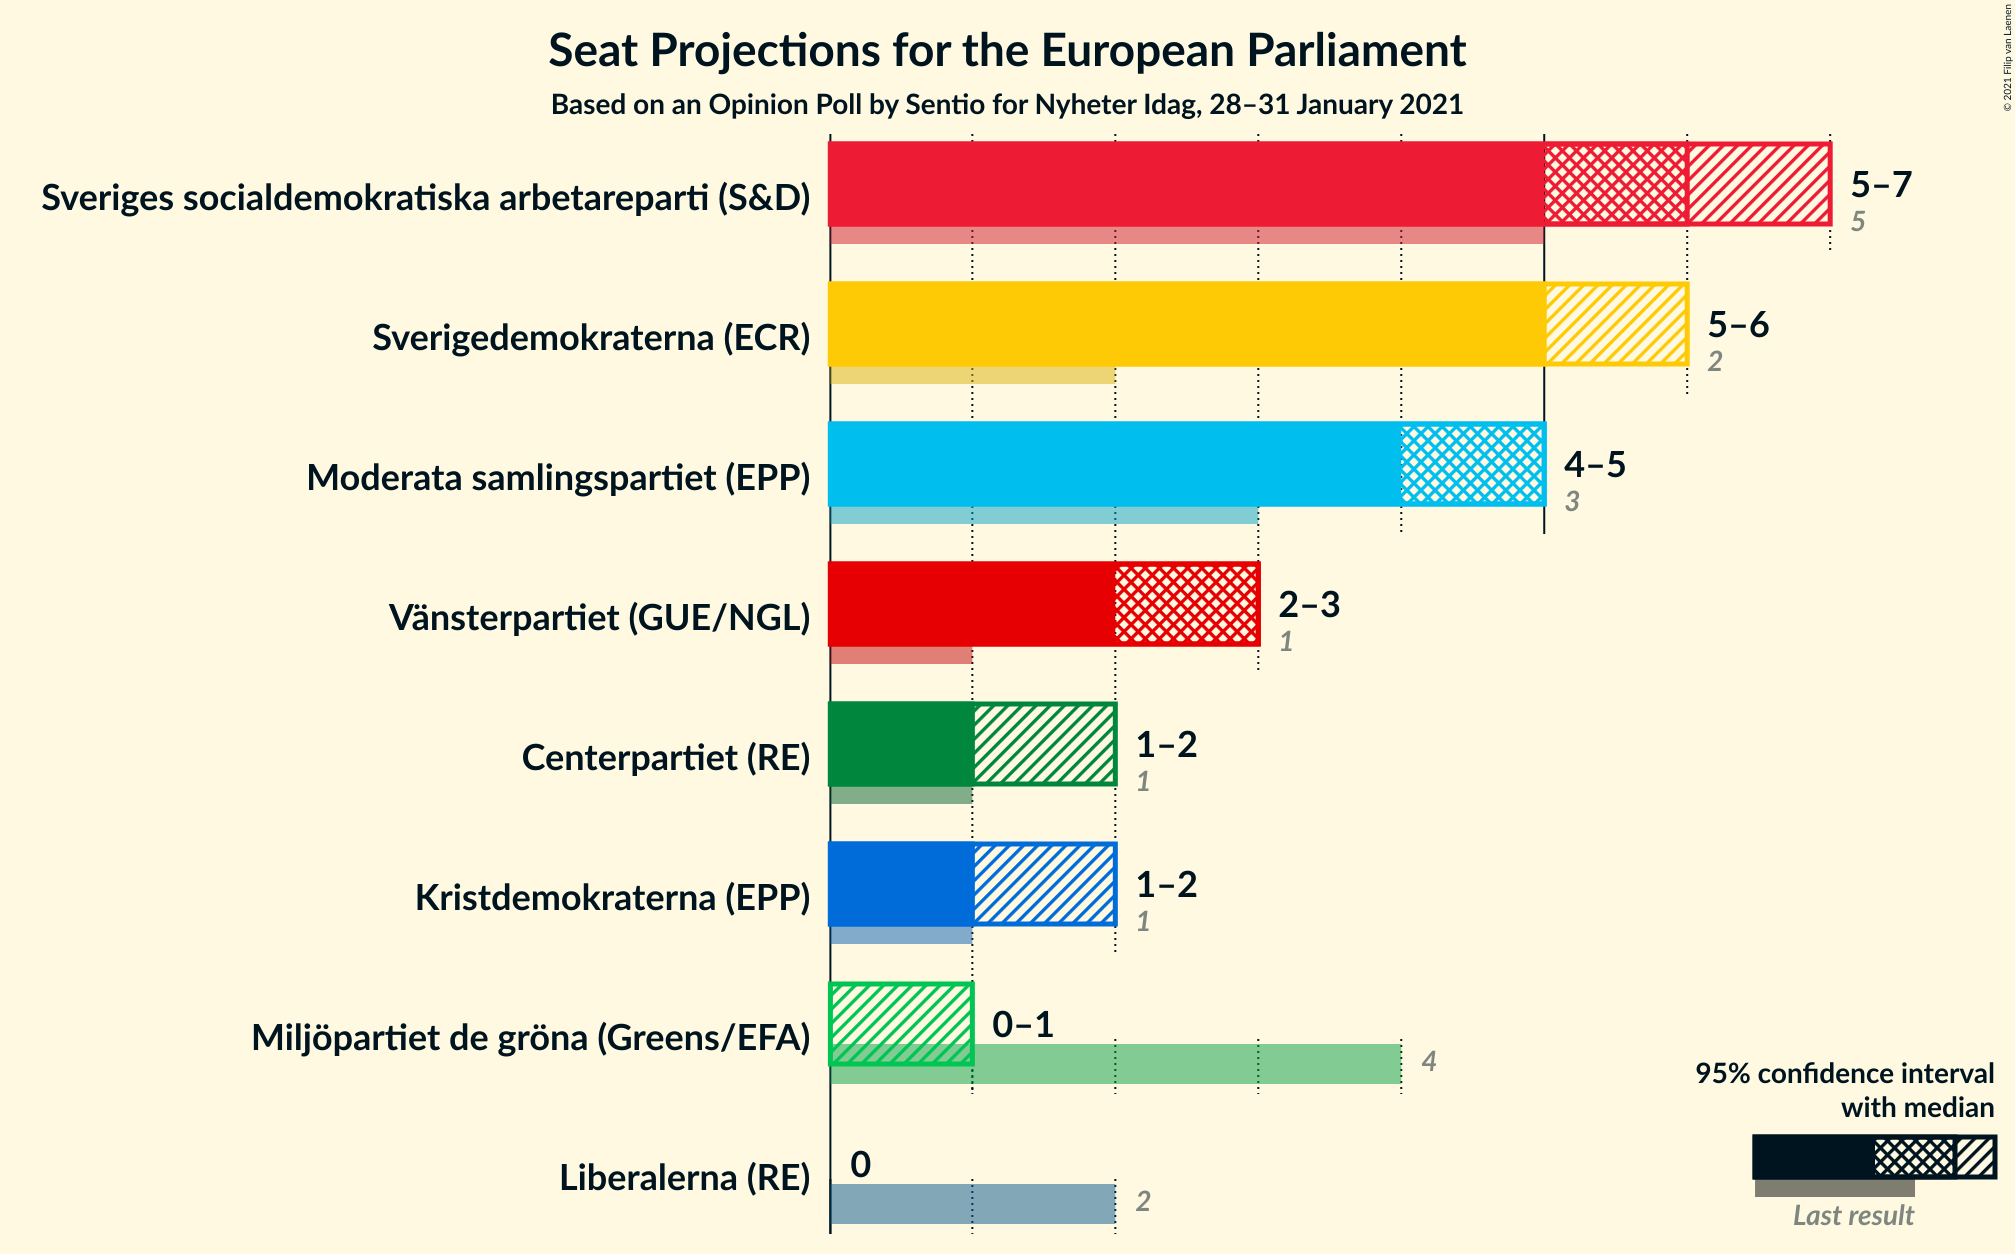 Seat Projections for the European Parliament
Based on an Opinion Poll by Sentio for Nyheter Idag, 28–31 January 2021
© 2021 Filip van Laenen
Sveriges socialdemokratiska arbetareparti (S&D)
5–7
5
Sverigedemokraterna (ECR)
5–6
2
Moderata samlingspartiet (EPP)
4–5
3
Vänsterpartiet (GUE/NGL)
2–3
1
Centerpartiet (RE)
1–2
1
Kristdemokraterna (EPP)
1–2
1
Miljöpartiet de gröna (Greens/EFA)
0–1
4
Liberalerna (RE)
0
2
95% confidence interval
with median
Last result